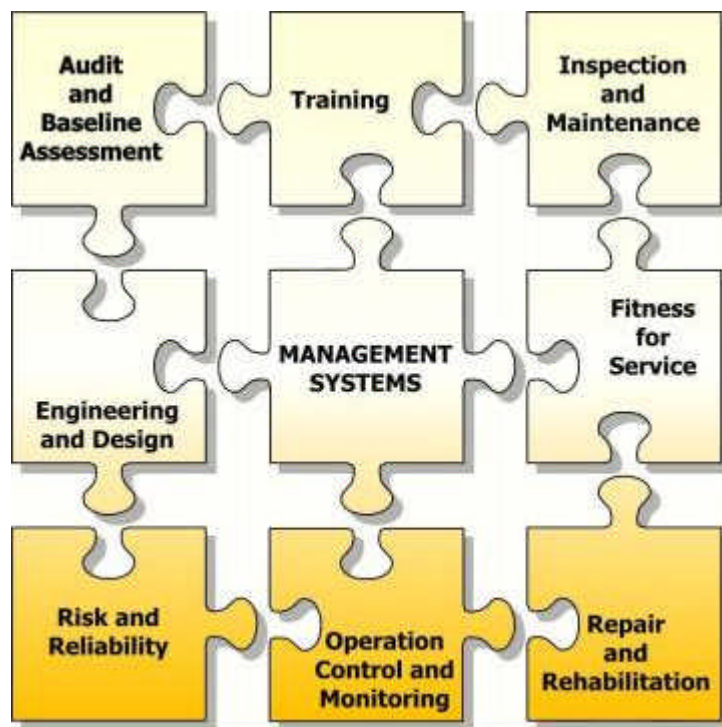 Audit
and
Baseline
Assessment
Training
Inspection
and
Maintenance
Engineering
and Design
MANAGEMENT
SYSTEMS
Fitness
for
Service
Risk and
Reliability
Operation
Control and
Monitoring
Repair
and
Rehabilitation